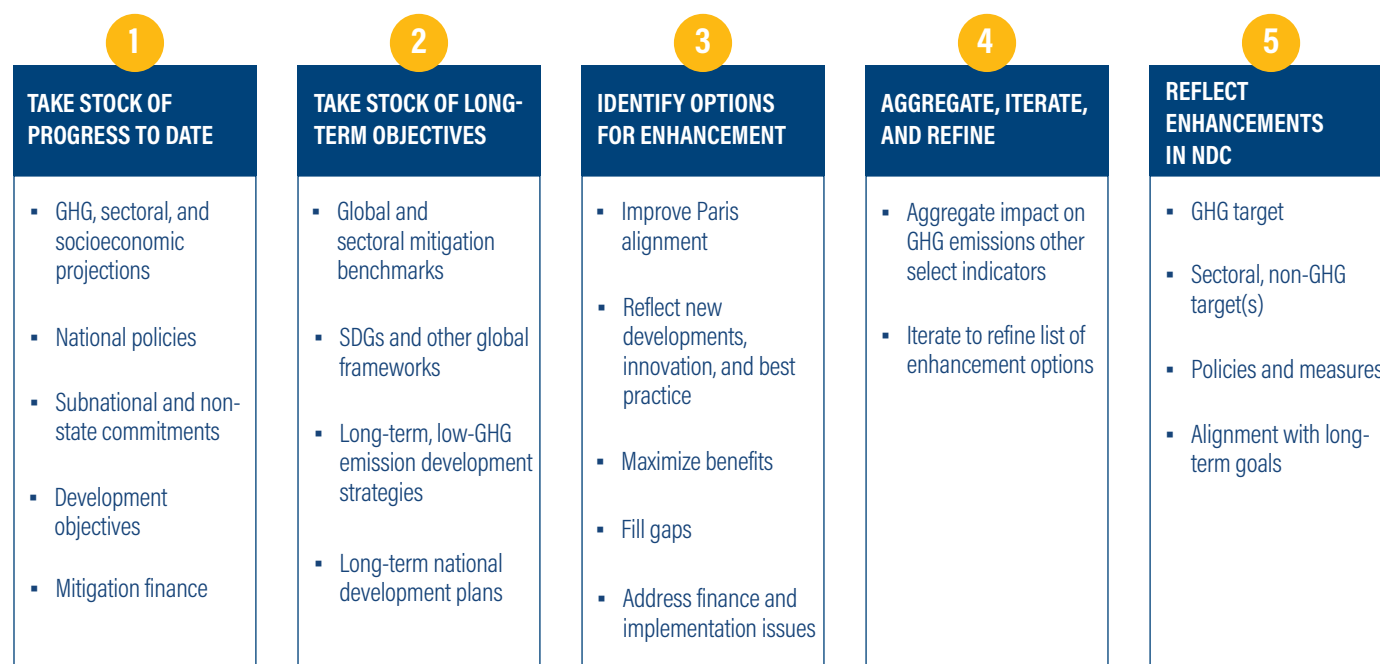 1
TAKE STOCK OF
PROGRESS TO DATE
▪ GHG, sectoral, and
socioeconomic
projections
▪ National policies
▪ Subnational and non-
state commitments
▪ Development
objectives
▪ Mitigation finance
2
TAKE STOCK OF LONG-
TERM OBJECTIVES
▪ Global and
sectoral mitigation
benchmarks
▪ SDGs and other global
frameworks
▪ Long-term, low-GHG
emission development
strategies
▪ Long-term national
development plans
3
IDENTIFY OPTIONS
FOR ENHANCEMENT
▪ Improve Paris
alignment
▪ Reflect new
developments,
innovation, and best
practice
▪ Maximize benefits
▪ Fill gaps
▪ Address finance and
implementation issues
4
AGGREGATE, ITERATE,
AND REFINE
▪ Aggregate impact on
GHG emissions other
select indicators
▪ Iterate to refine list of
enhancement options
5
REFLECT
ENHANCEMENTS
IN NDC
▪ GHG target
▪ Sectoral, non-GHG
target(s)
▪ Policies and measures
▪ Alignment with long-
term goals